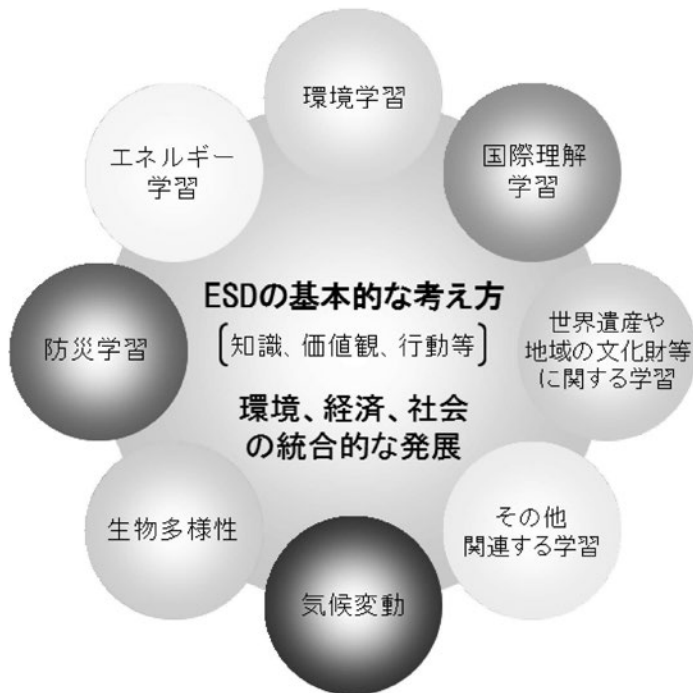 環境学習
国際理解
学習
世界遺産や
地域の文化財等
に関する学習
その他
関連する学習
気候変動
生物多様性
防災学習
エネルギー
学習
ESDの基本的な考え方
[知識、価値観、行動等]
環境、経済、社会
の統合的な発展